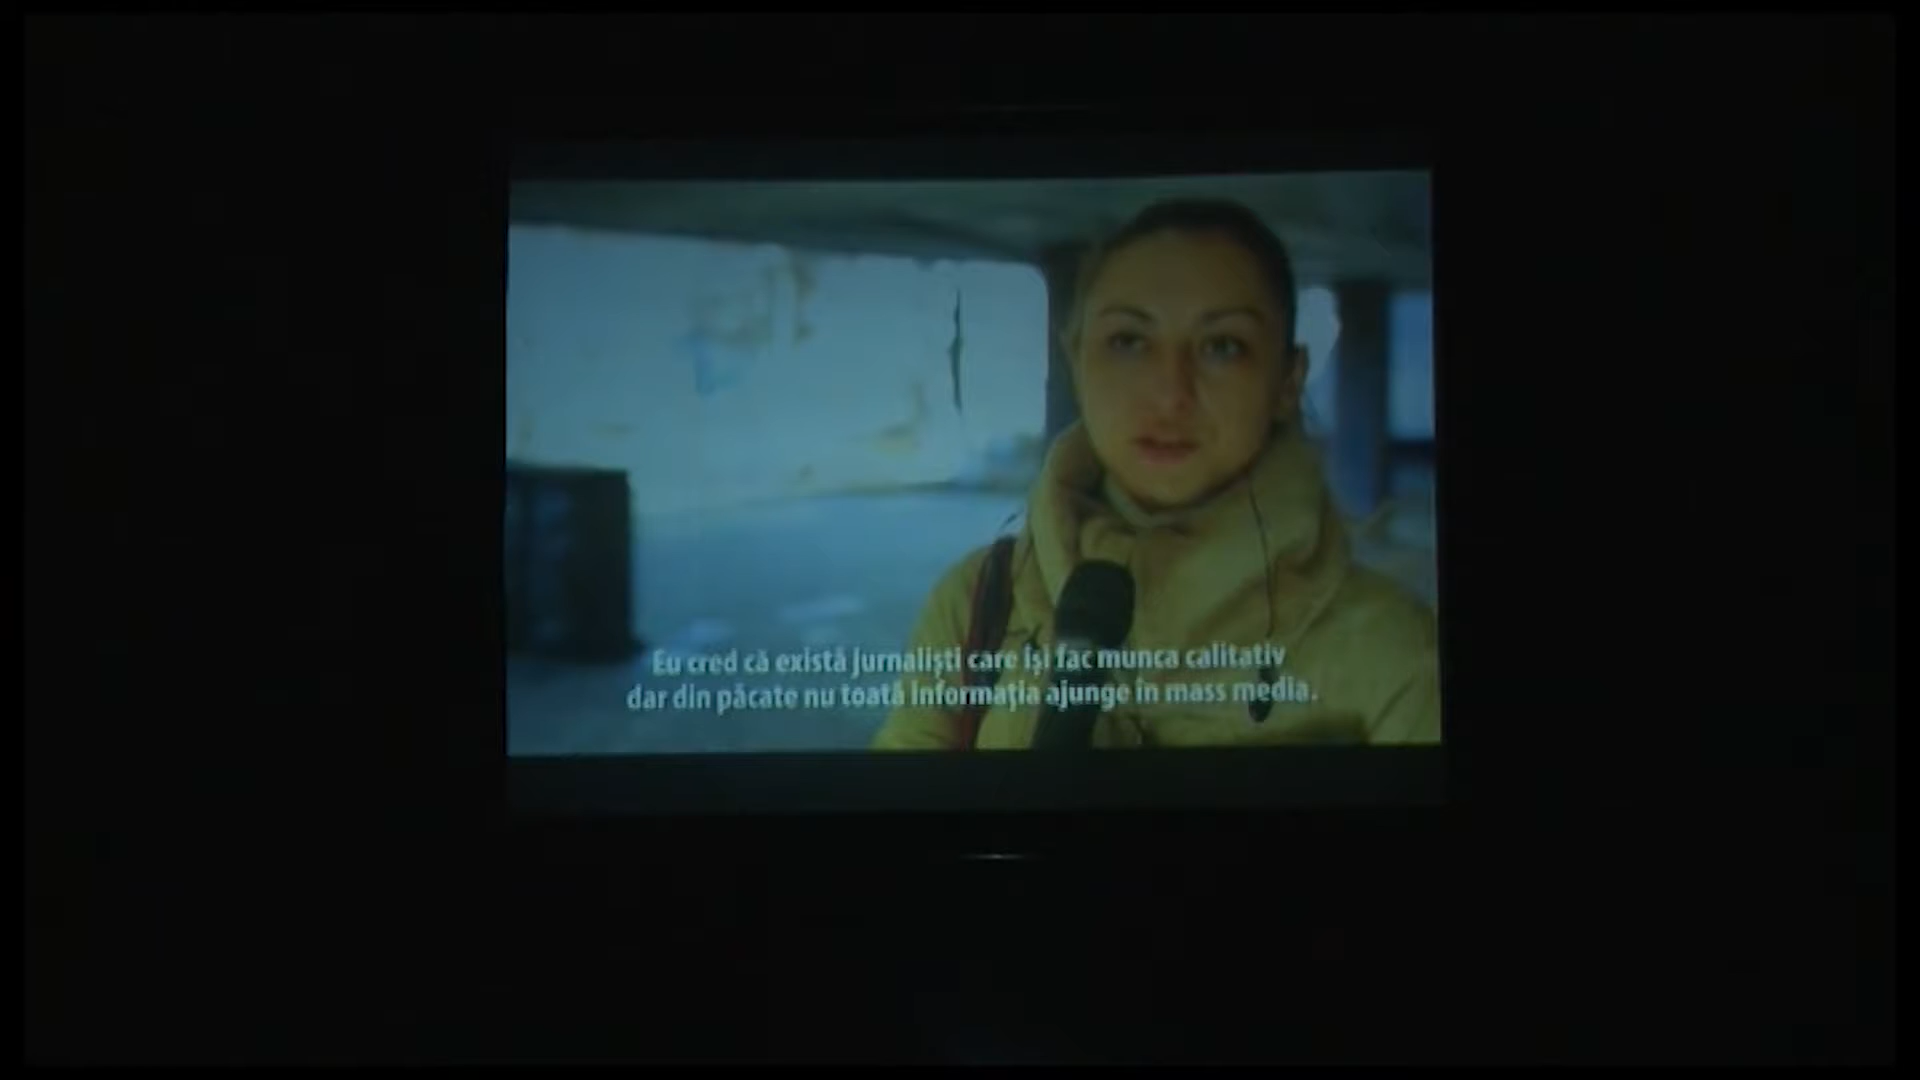 Eu cred că există jurnaliști care își fac munca calitativ
dar din păcate nu toată informația ajunge în mass media.